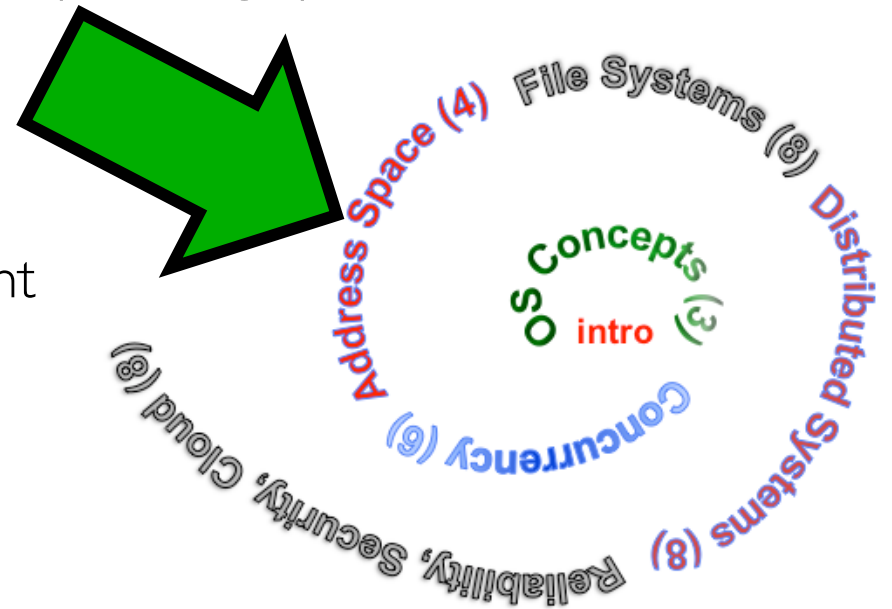 nt
intro
OS Concepts (3)
Concurrency (6)
Address Space (4)
File Systems (8)
Distributed Systems (8)
Reliability, Security, Cloud (8)